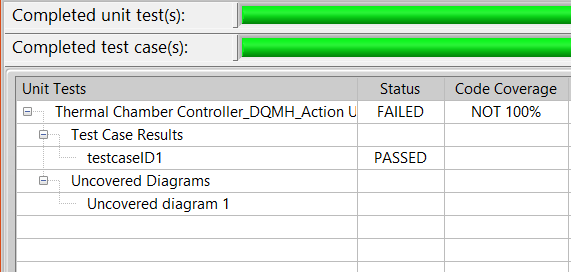 Completed unit test(s):
Completed test case(s):
Unit Tests Status Code Coverage
Thermal Chamber Controller_DQMH_Action U FAILED NOT 100%
Test Case Results
testcaseID1 PASSED
Uncovered Diagrams
Uncovered diagram 1